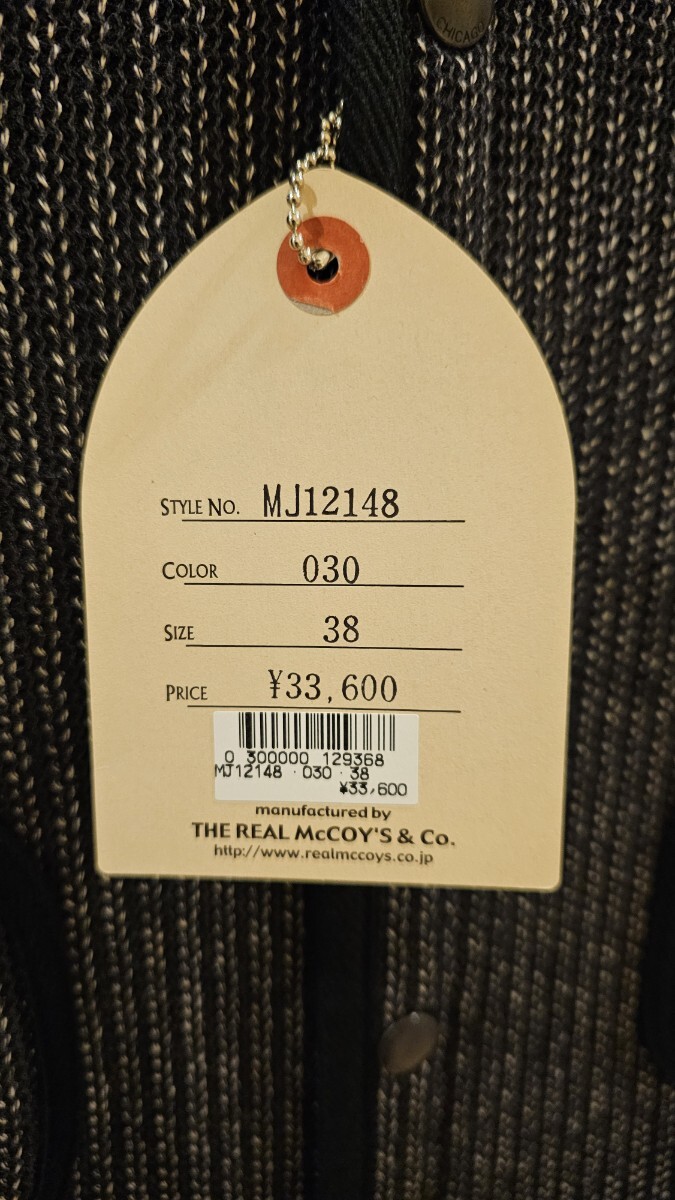 CHICAGO
STYLE NO. MJ12148
COLOR 030
SIZE 38
PRICE ¥33,600
0 300000 129368
MJ12148 · 030 · 38
¥33,600
manufactured by
THE REAL McCOY'S & Co.
http://www.realmccoys.co.jp